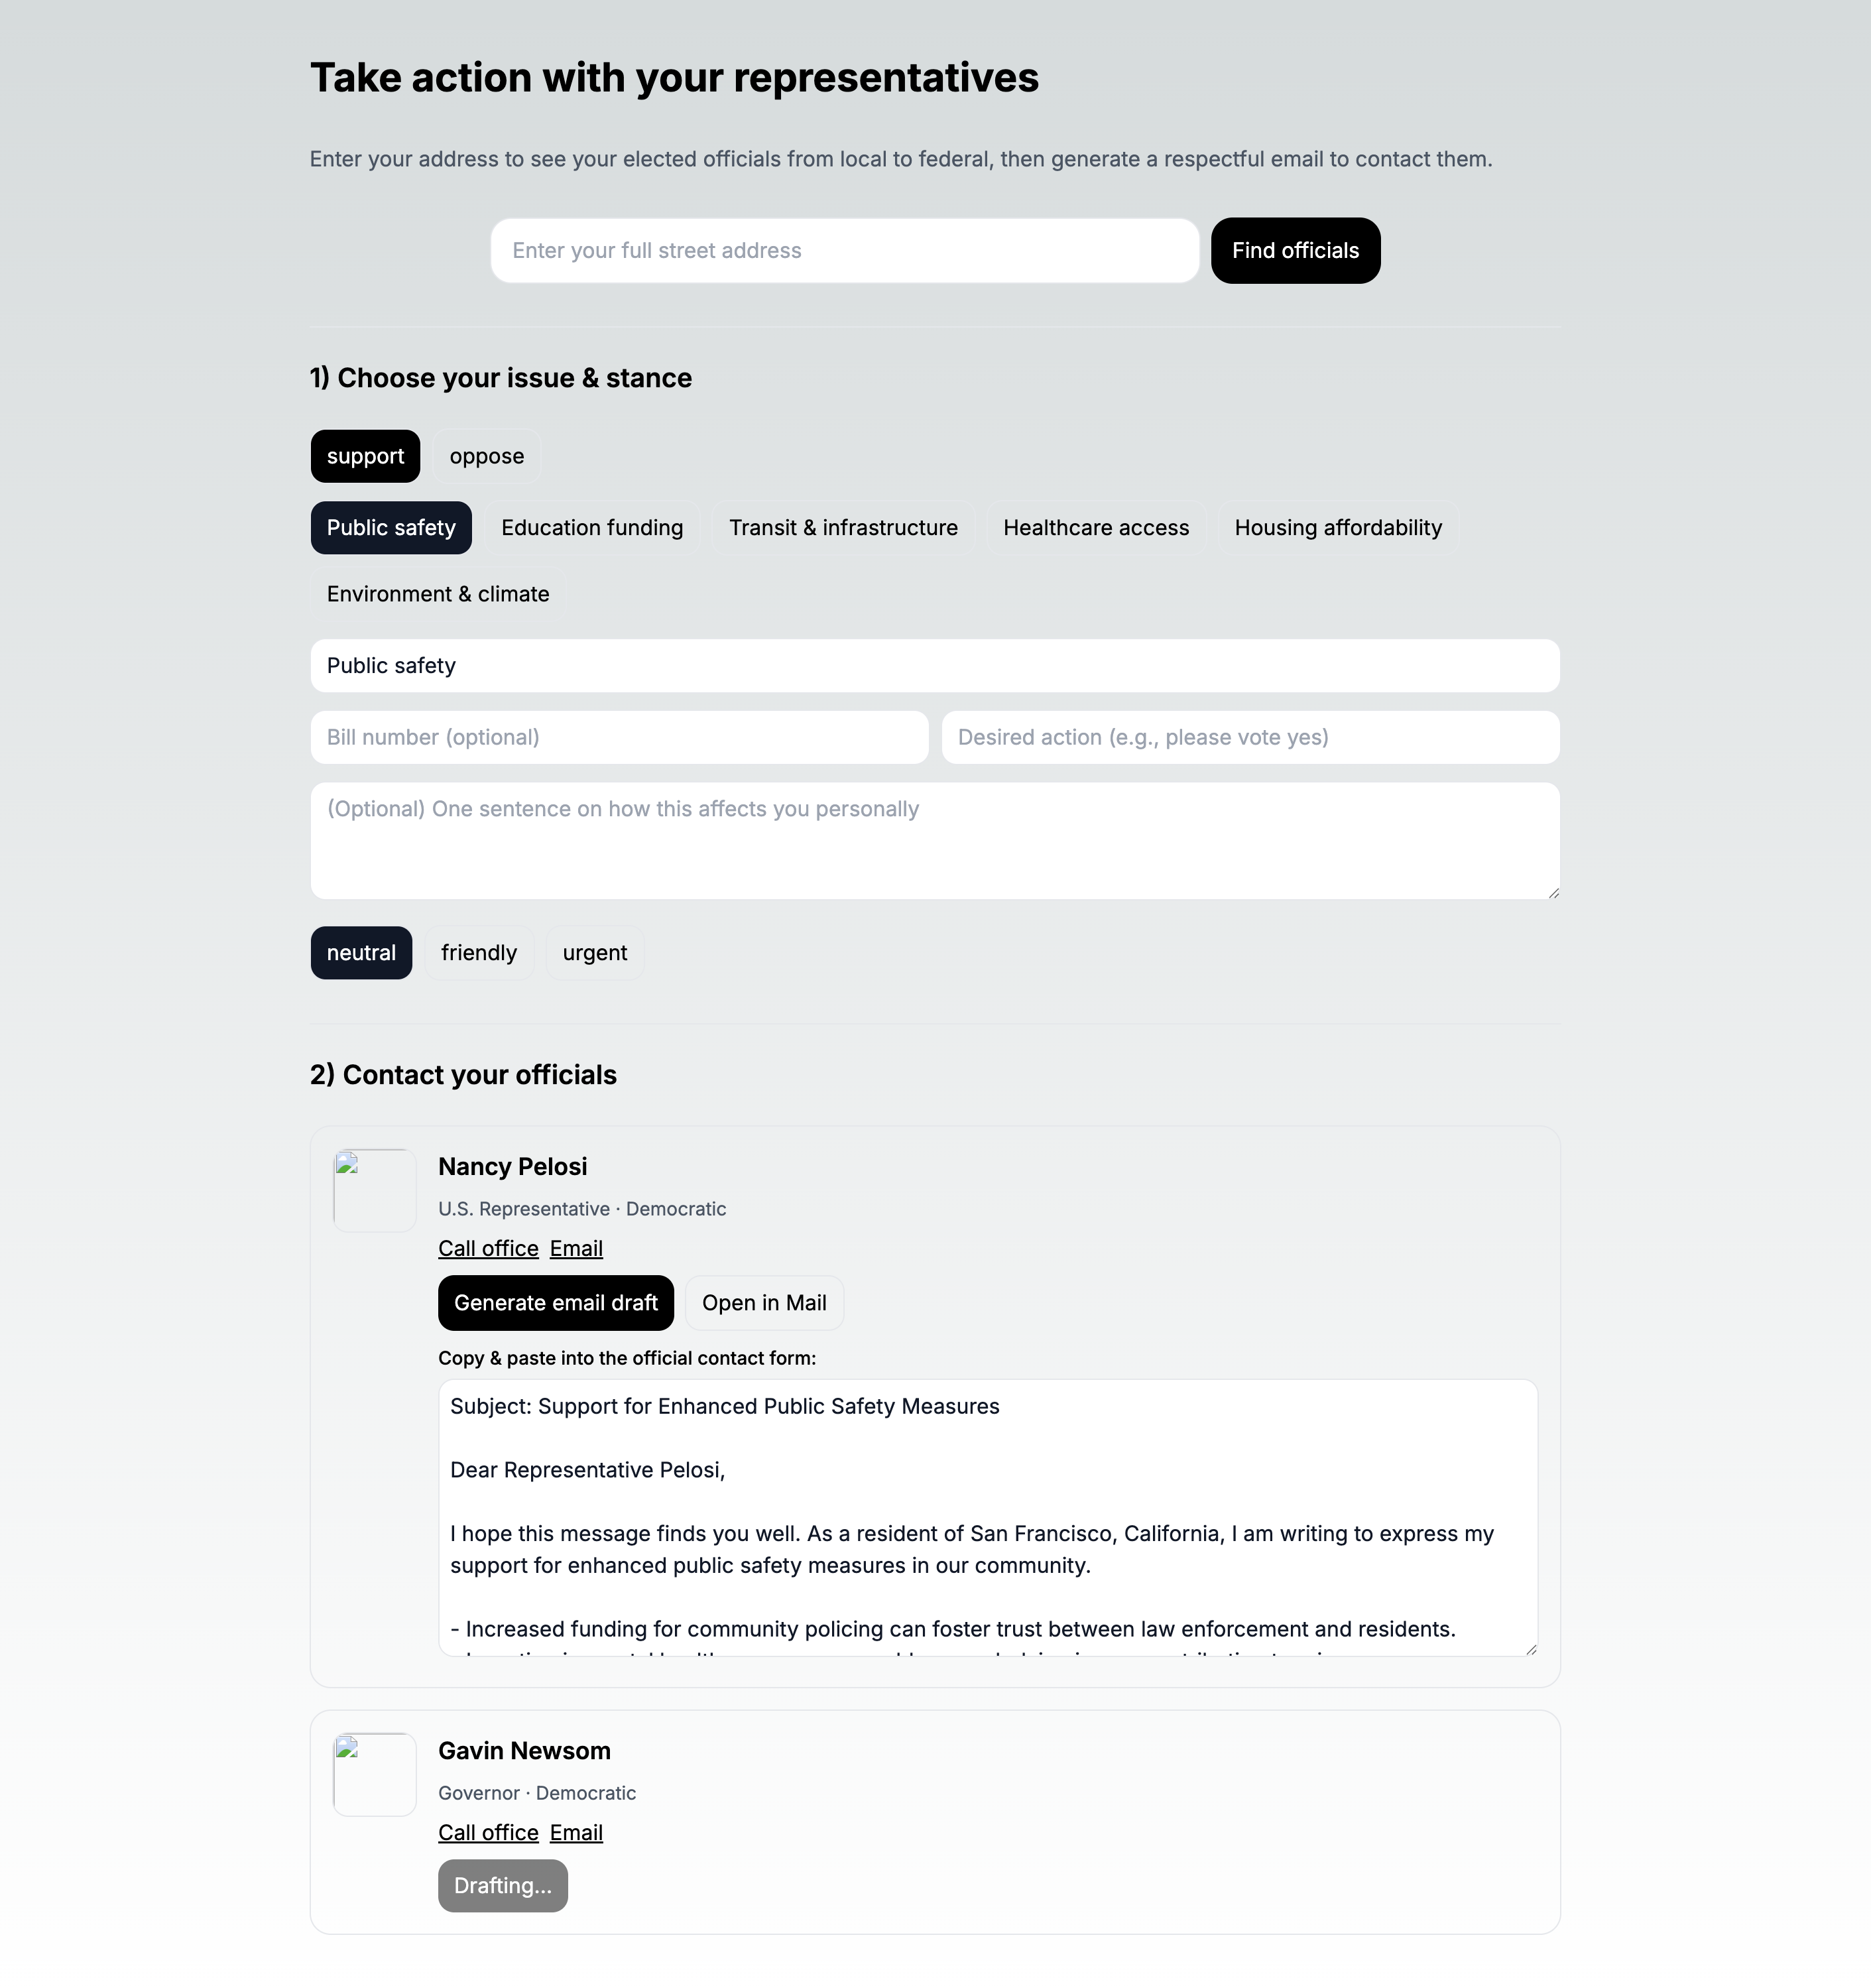 Take action with your representatives
Enter your address to see your elected officials from local to federal, then generate a respectful email to contact them.
Enter your full street address
Find officials
1) Choose your issue & stance
support
oppose
Public safety
Education funding
Transit & infrastructure
Healthcare access
Housing affordability
Environment & climate
Public safety
Bill number (optional)
Desired action (e.g., please vote yes)
(Optional) One sentence on how this affects you personally
neutral
friendly
urgent
2) Contact your officials
Nancy Pelosi
U.S. Representative · Democratic
Call office
Email
Generate email draft
Open in Mail
Copy & paste into the official contact form:
Subject: Support for Enhanced Public Safety Measures
Dear Representative Pelosi,
I hope this message finds you well. As a resident of San Francisco, California, I am writing to express my
support for enhanced public safety measures in our community.
- Increased funding for community policing can foster trust between law enforcement and residents.
Gavin Newsom
Governor · Democratic
Call office
Email
Drafting...